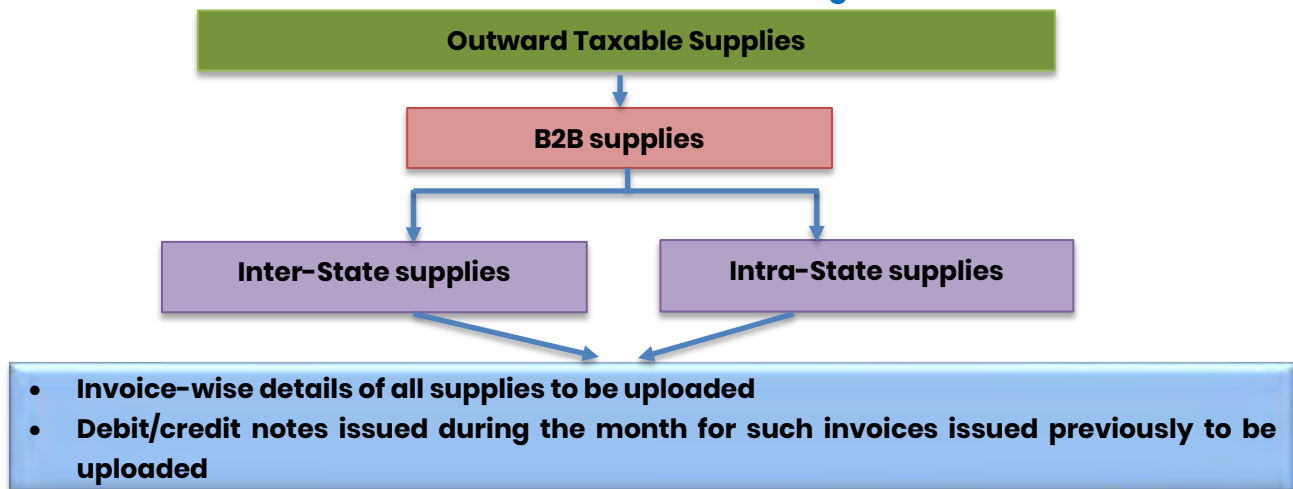 Outward Taxable Supplies
B2B supplies
Inter-State supplies
Intra-State supplies
• Invoice-wise details of all supplies to be uploaded
• Debit/credit notes issued during the month for such invoices issued previously to be
uploaded